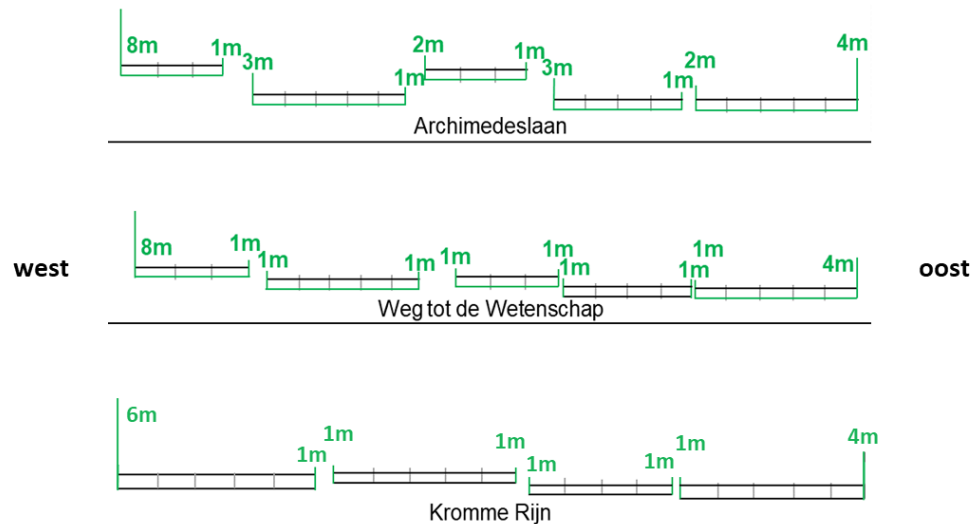 8m 1m 3m 1m 2m 1m 3m 1m 2m 4m
Archimedeslaan
8m 1m 1m 1m 1m 1m 1m 1m 1m 4m
west
oost
Weg tot de Wetenschap
6m 1m 1m 1m 1m 1m 1m 4m
Kromme Rijn